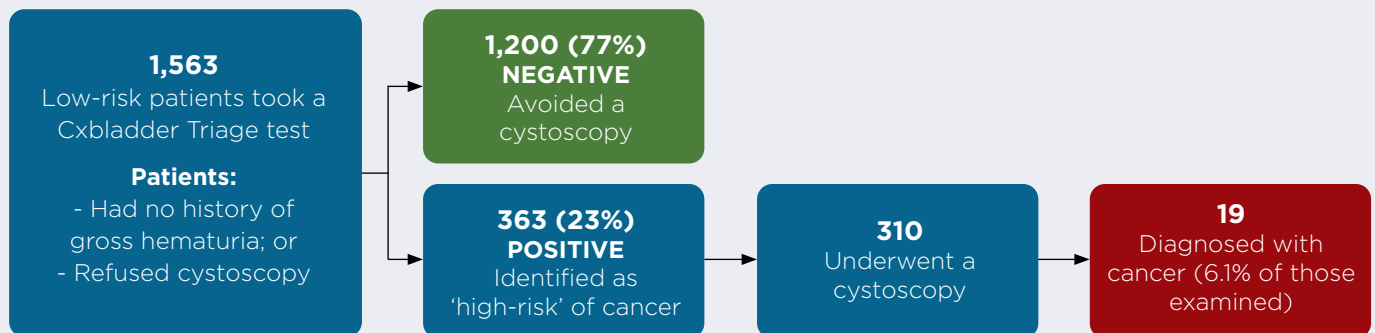 1,563
Low-risk patients took a
Cxbladder Triage test
Patients:
- Had no history of
gross hematuria; or
- Refused cystoscopy
1,200 (77%)
NEGATIVE
Avoided a
cystoscopy
363 (23%)
POSITIVE
Identified as
‘high-risk’ of cancer
310
Underwent a
cystoscopy
19
Diagnosed with
cancer (6.1% of those
examined)